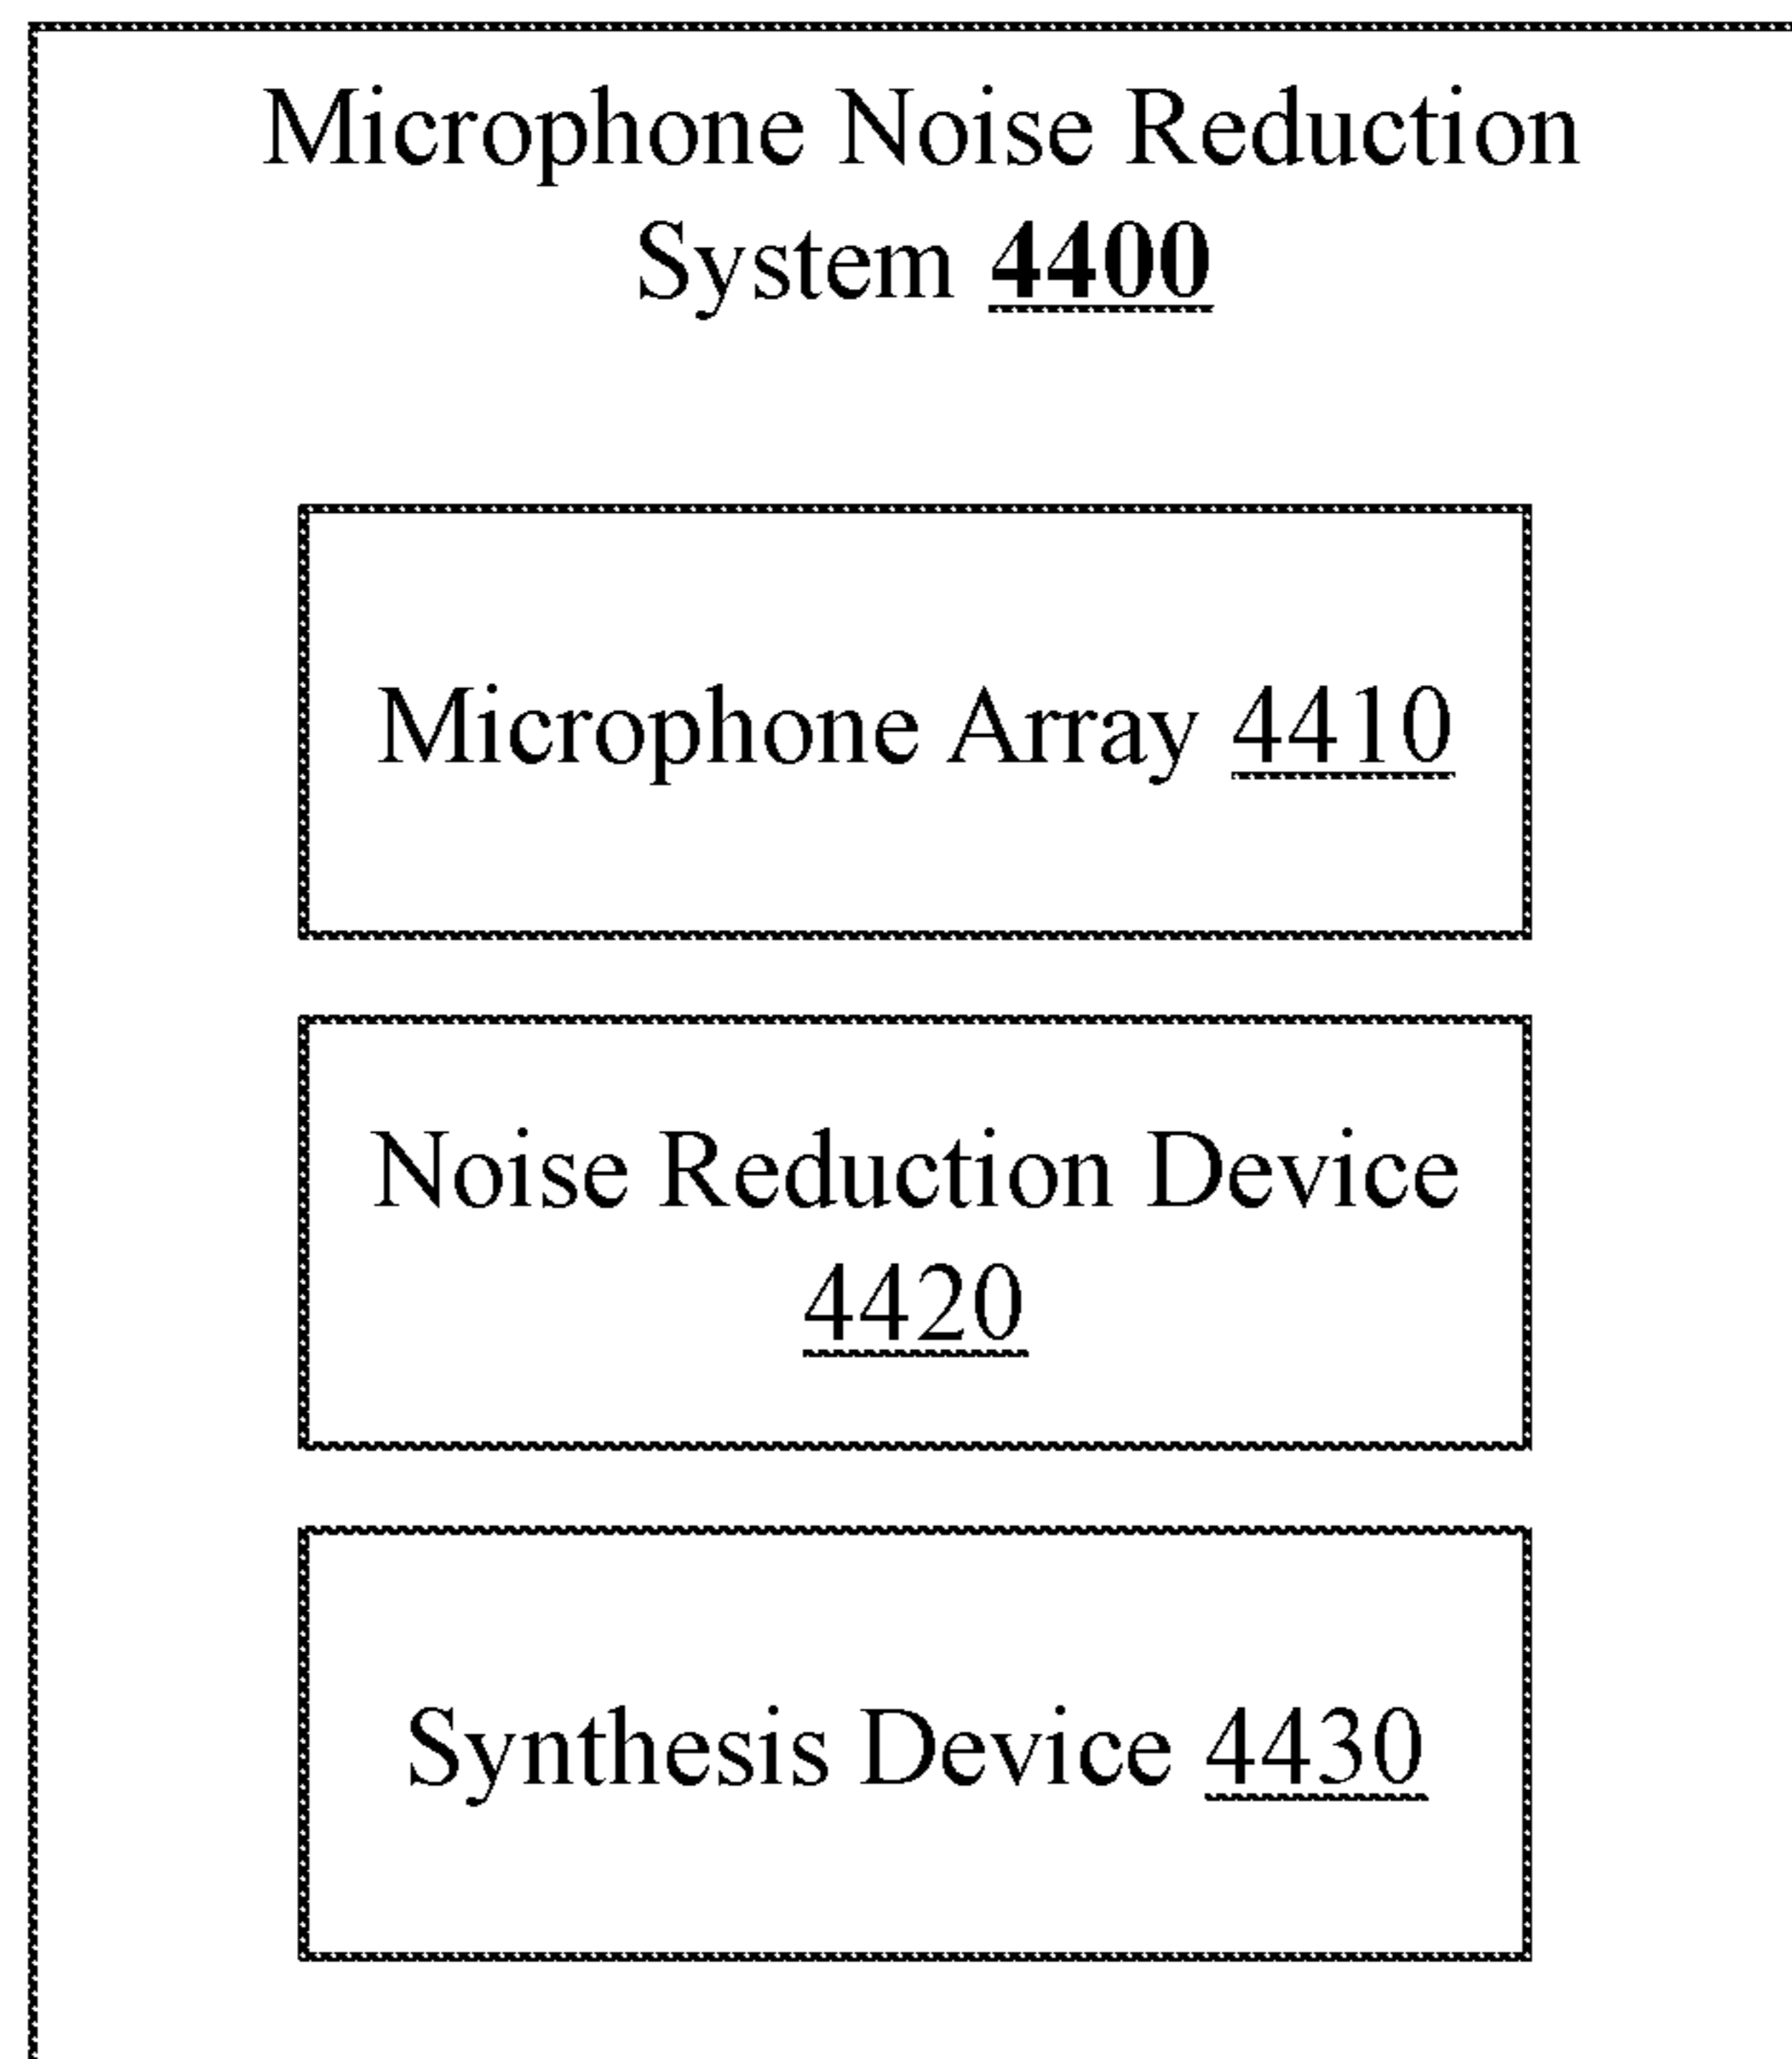 Microphone Noise Reduction
System 4400
Microphone Array 4410
Noise Reduction Device
4420
Synthesis Device 4430